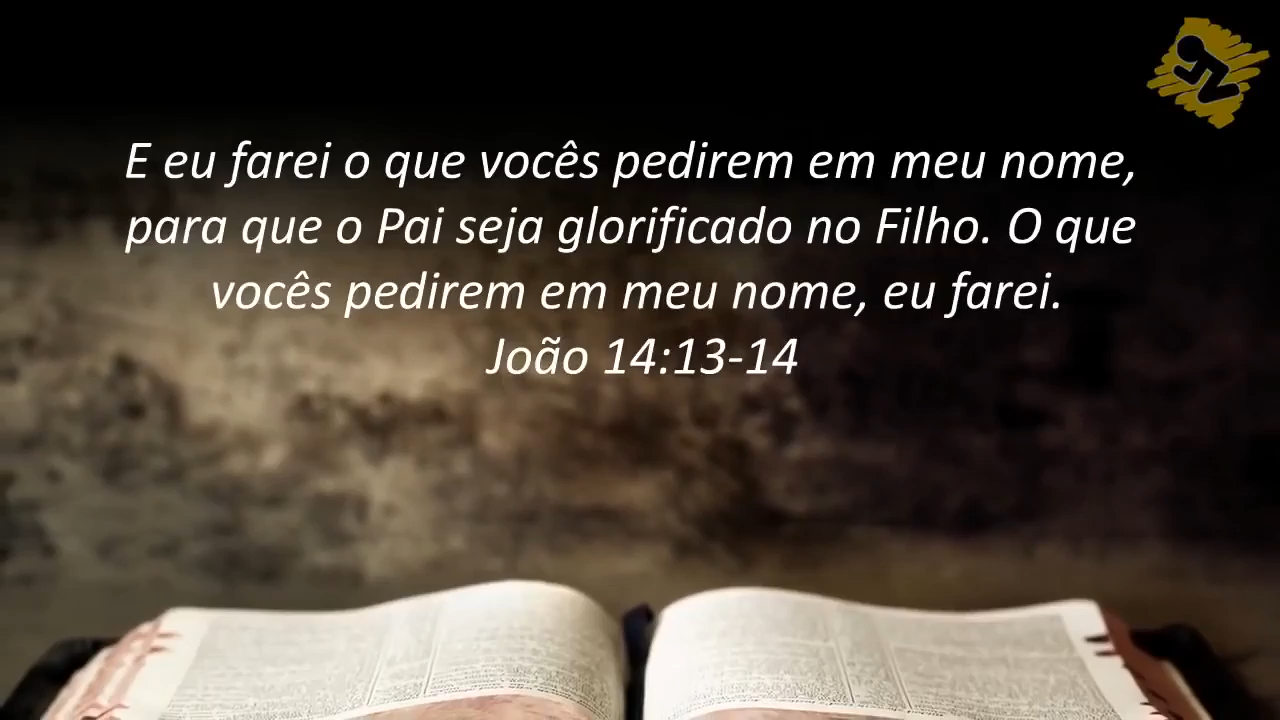 E eu farei o que vocês pedirem em meu nome,
para que o Pai seja glorificado no Filho. O que
vocês pedirem em meu nome, eu farei.
João 14:13-14